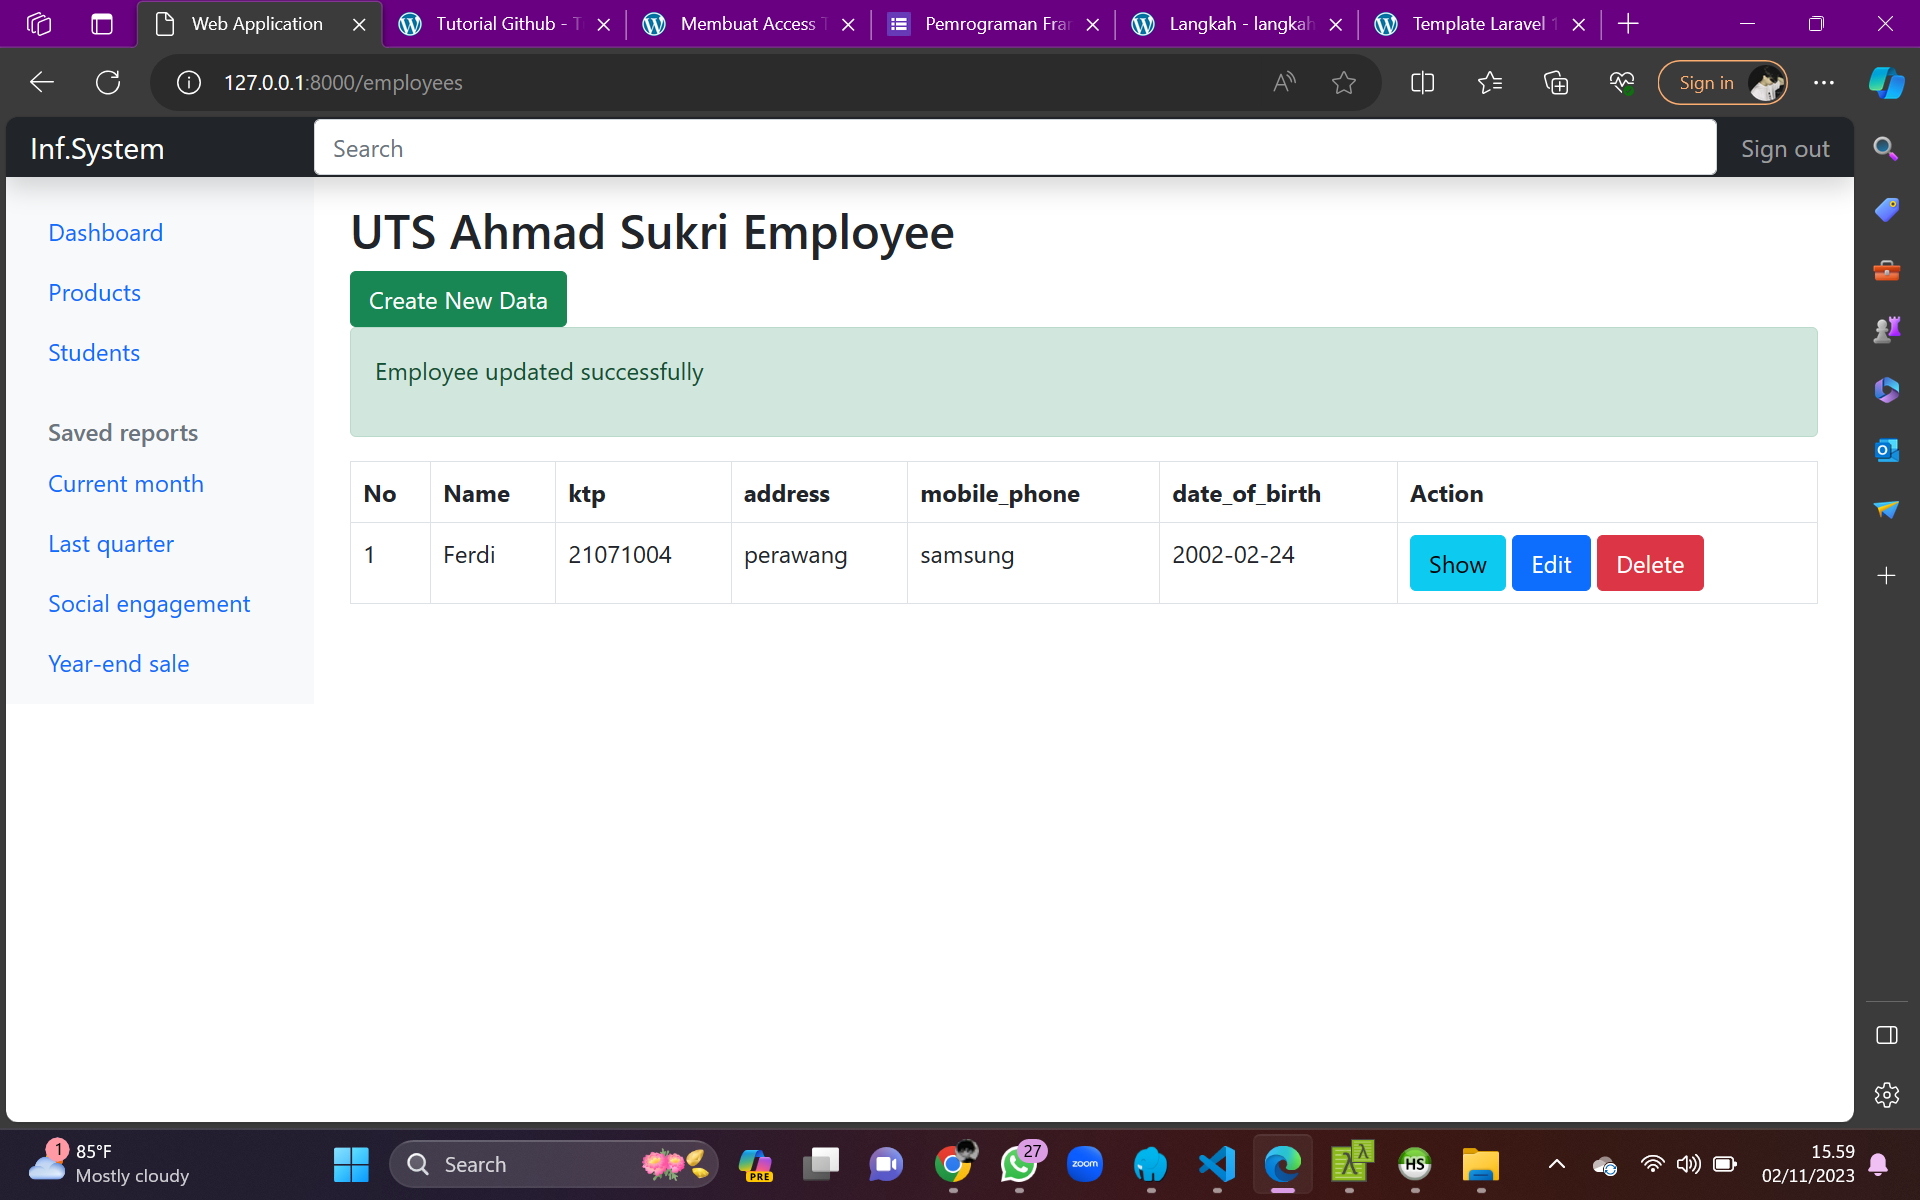 Web Application
Tutorial Github - T
Membuat Access T
Pemrograman Fra
Langkah - langkah
Template Laravel 1
127.0.0.1:8000/employees
Sign in
Inf.System
Search
Sign out
Dashboard
Products
Students
Saved reports
Current month
Last quarter
Social engagement
Year-end sale
UTS Ahmad Sukri Employee
Create New Data
Employee updated successfully
No Name ktp address mobile_phone date_of_birth Action
1 Ferdi 21071004 perawang samsung 2002-02-24 Show Edit Delete
1
85°F
Mostly cloudy
Search
PRE
27
zoom
HS
15.59
02/11/2023